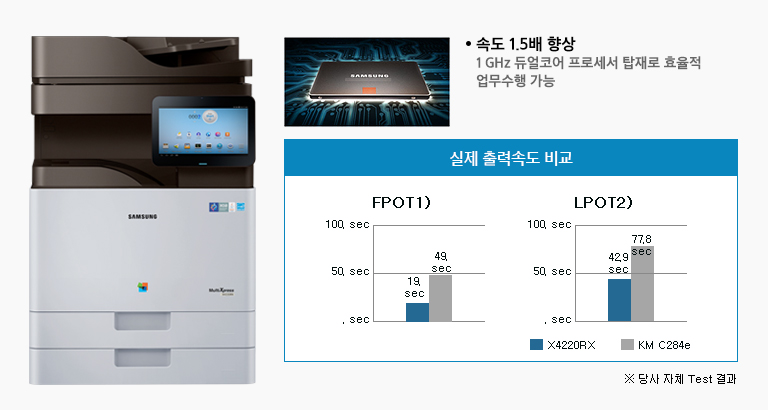 • 속도 1.5배 향상
1 GHz 듀얼코어 프로세서 탑재로 효율적
업무수행 가능
SAMSUNG
실제 출력속도 비교
FPOT1)
100, sec
50, sec
, sec
19,
sec
49,
sec
LPOT2)
100, sec
50, sec
, sec
42,9
sec
77,8
sec
X4220RX
KM C284e
※ 당사 자체 Test 결과
SAMSUNG
MultiXpress